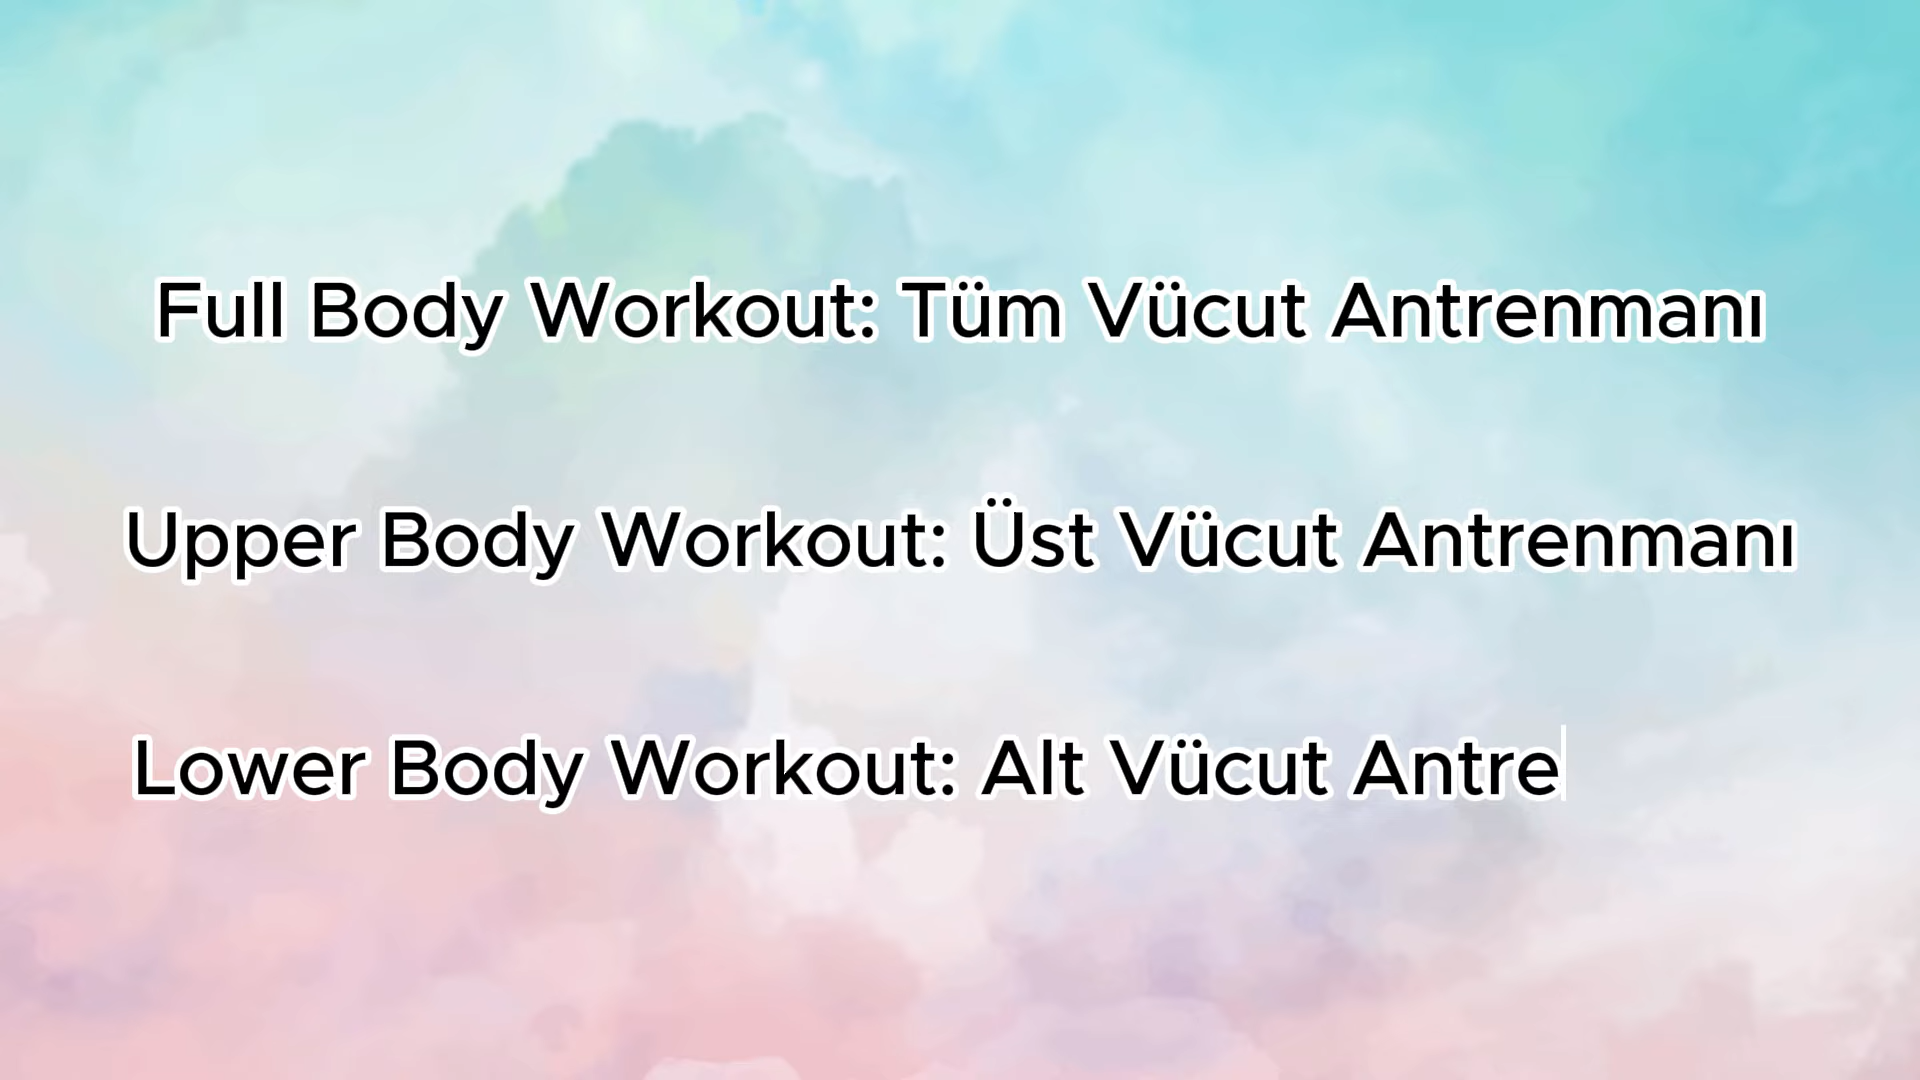 Full Body Workout: Tüm Vücut Antrenmanı
Upper Body Workout: Üst Vücut Antrenmanı
Lower Body Workout: Alt Vücut Antre